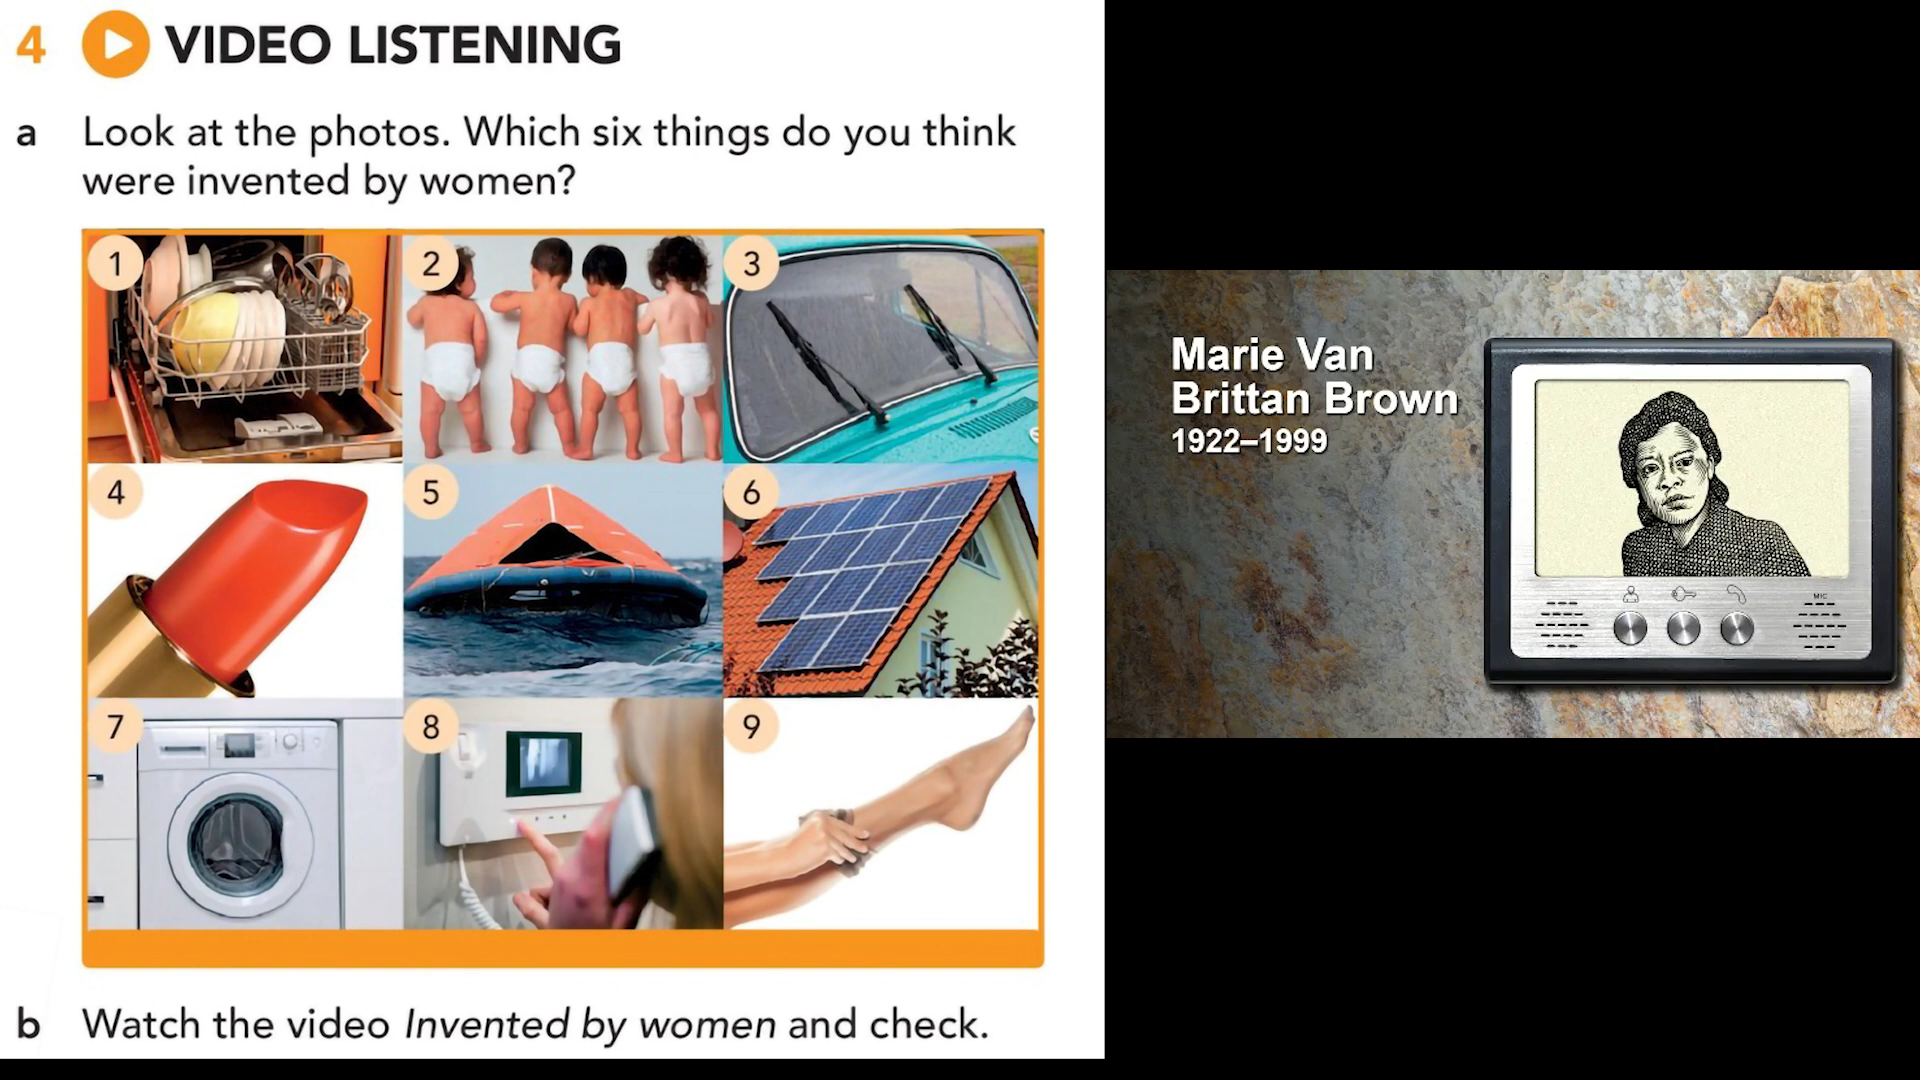 4 VIDEO LISTENING
a Look at the photos. Which six things do you think
were invented by women?
1
2
3
4
5
6
7
8
9
b Watch the video Invented by women and check.
Marie Van
Brittan Brown
1922–1999
MIC